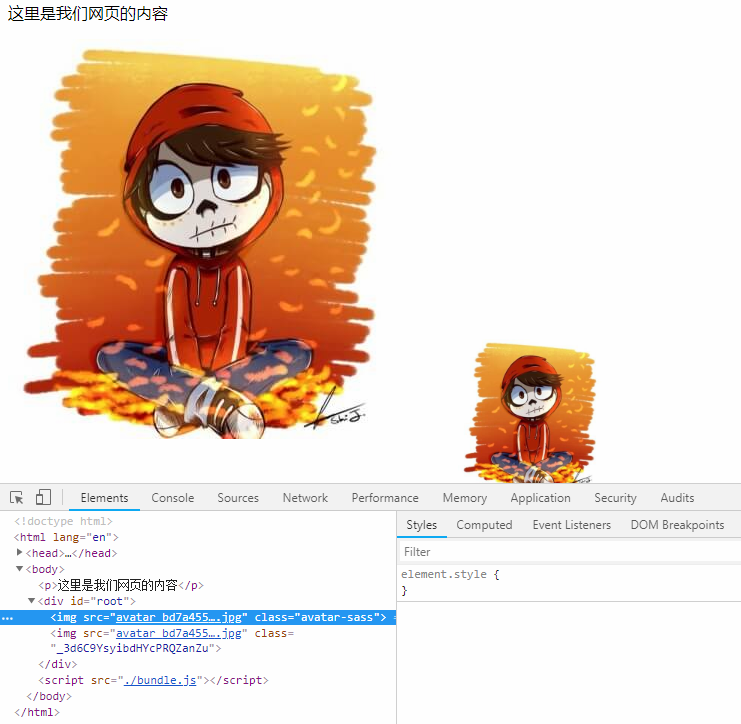 这里是我们网页的内容
Elements Console Sources Network Performance Memory Application Security Audits
<!doctype html>
<html lang="en">
<head>…</head>
<body>
<p>这里是我们网页的内容</p>
<div id="root">
<img src="avatar_bd7a455….jpg" class="avatar-sass"> =
<img src="avatar_bd7a455….jpg" class=
"_3d6C9YsyibdHYcPRQZanZu">
</div>
<script src="./bundle.js"></script>
</body>
</html>
Styles Computed Event Listeners DOM Breakpoints
Filter
element.style {
}